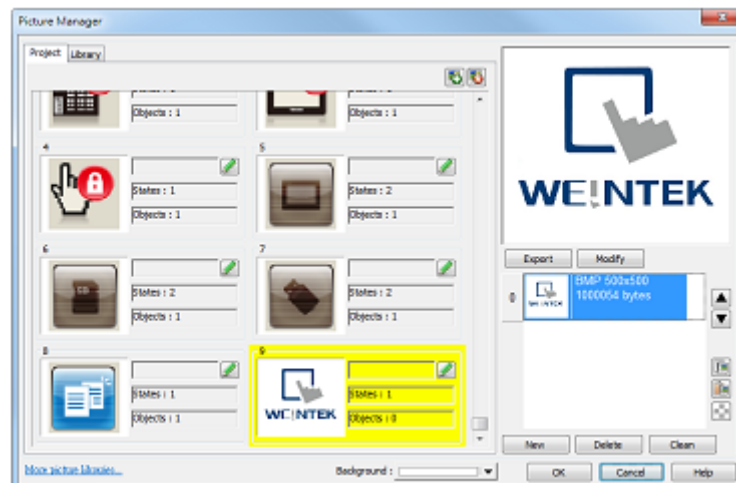 Picture Manager
Project
Library
Objects : 1
Objects : 1
4
States : 1
Objects : 1
5
States : 2
Objects : 1
6
States : 2
Objects : 1
7
States : 2
Objects : 1
8
States : 1
Objects : 1
9
WEINTEK
States : 1
Objects : 0
More picture libraries...
Background :
WEINTEK
Export
Modify
0
BMP 500x500
1000054 bytes
New
Delete
Clean
OK
Cancel
Help